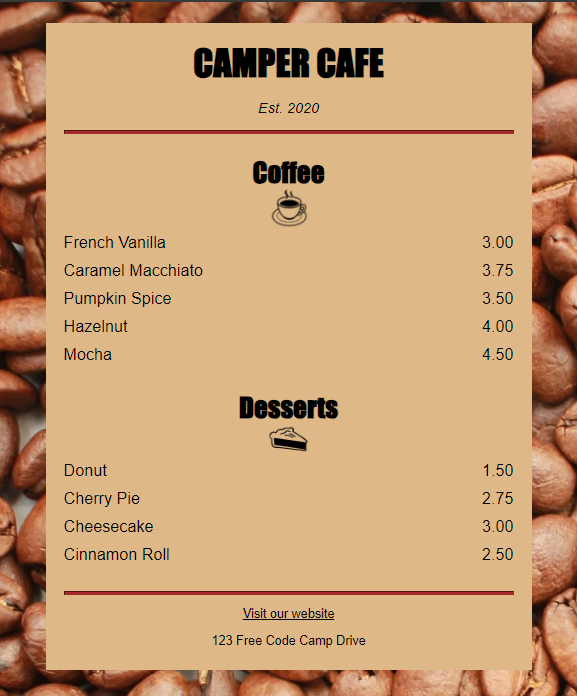 CAMPER CAFE
Est. 2020
Coffee
French Vanilla 3.00
Caramel Macchiato 3.75
Pumpkin Spice 3.50
Hazelnut 4.00
Mocha 4.50
Desserts
Donut 1.50
Cherry Pie 2.75
Cheesecake 3.00
Cinnamon Roll 2.50
Visit our website
123 Free Code Camp Drive